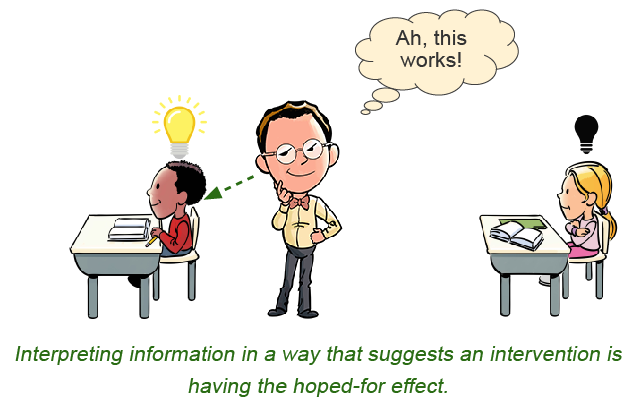 Ah, this
works!
Interpreting information in a way that suggests an intervention is
having the hoped-for effect.